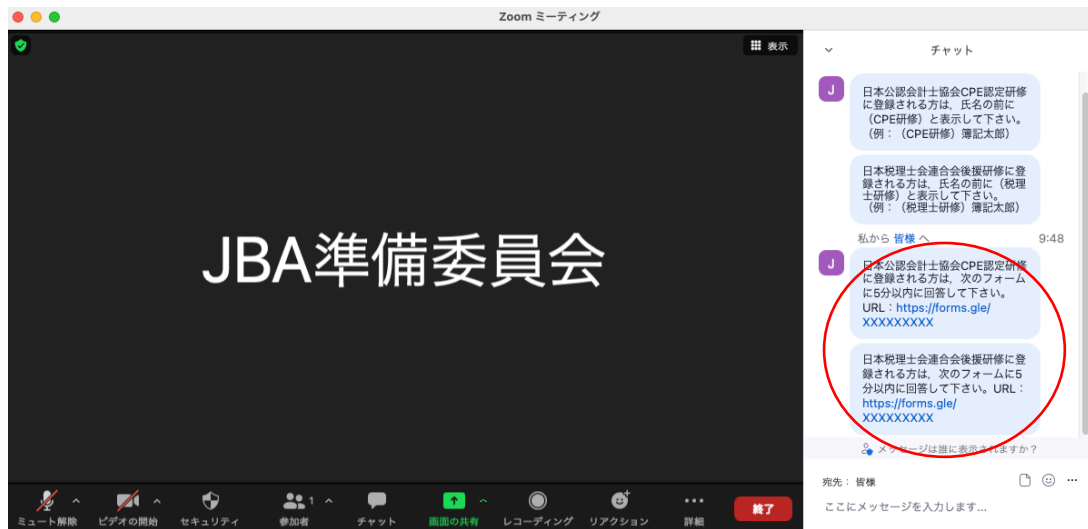 Zoom ミーティング
表示
JBA準備委員会
ミュート解除
ビデオの開始
セキュリティ
1
参加者
チャット
画面の共有
レコーディング
リアクション
詳細
終了
チャット
J
日本公認会計士協会CPE認定研修
に登録される方は，氏名の前に
（CPE研修）と表示して下さい。
（例：（CPE研修）簿記太郎）
日本税理士会連合会後援研修に登
録される方は，氏名の前に（税理
士研修）と表示して下さい。
（例：（税理士研修）簿記太郎）
私から 皆様 へ 9:48
J
日本公認会計士協会CPE認定研修
に登録される方は，次のフォーム
に5分以内に回答して下さい。
URL：https://forms.gle/
XXXXXXXXX
日本税理士会連合会後援研修に登
録される方は，次のフォームに5
分以内に回答して下さい。URL：
https://forms.gle/
XXXXXXXXX
メッセージは誰に表示されますか？
宛先： 皆様
ここにメッセージを入力します...